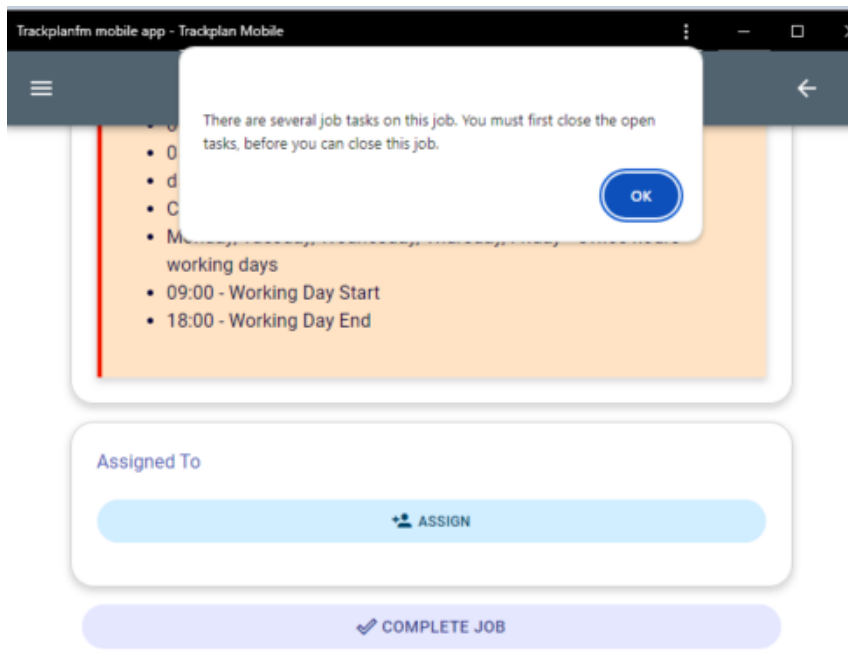 Trackplanfm mobile app - Trackplan Mobile
There are several job tasks on this job. You must first close the open
tasks, before you can close this job.
OK
working days
• 09:00 - Working Day Start
• 18:00 - Working Day End
Assigned To
ASSIGN
COMPLETE JOB